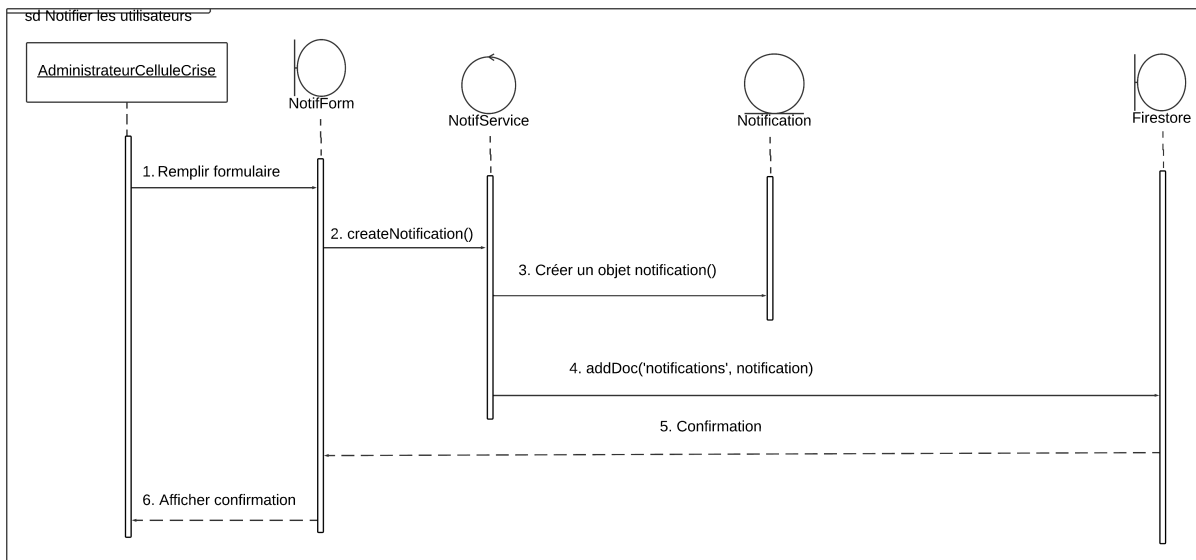 sd Notifier les utilisateurs
AdministrateurCelluleCrise
NotifForm
NotifService
Notification
Firestore
1. Remplir formulaire
2. createNotification()
3. Créer un objet notification()
4. addDoc('notifications', notification)
5. Confirmation
6. Afficher confirmation